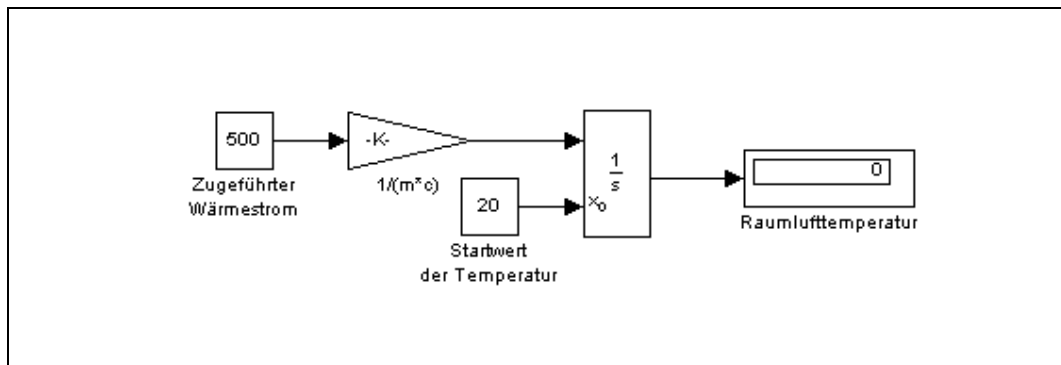 500
Zugeführter
Wärmestrom
-K-
1/(m*c)
20
Startwert
der Temperatur
1
s
x₀
0
Raumlufttemperatur